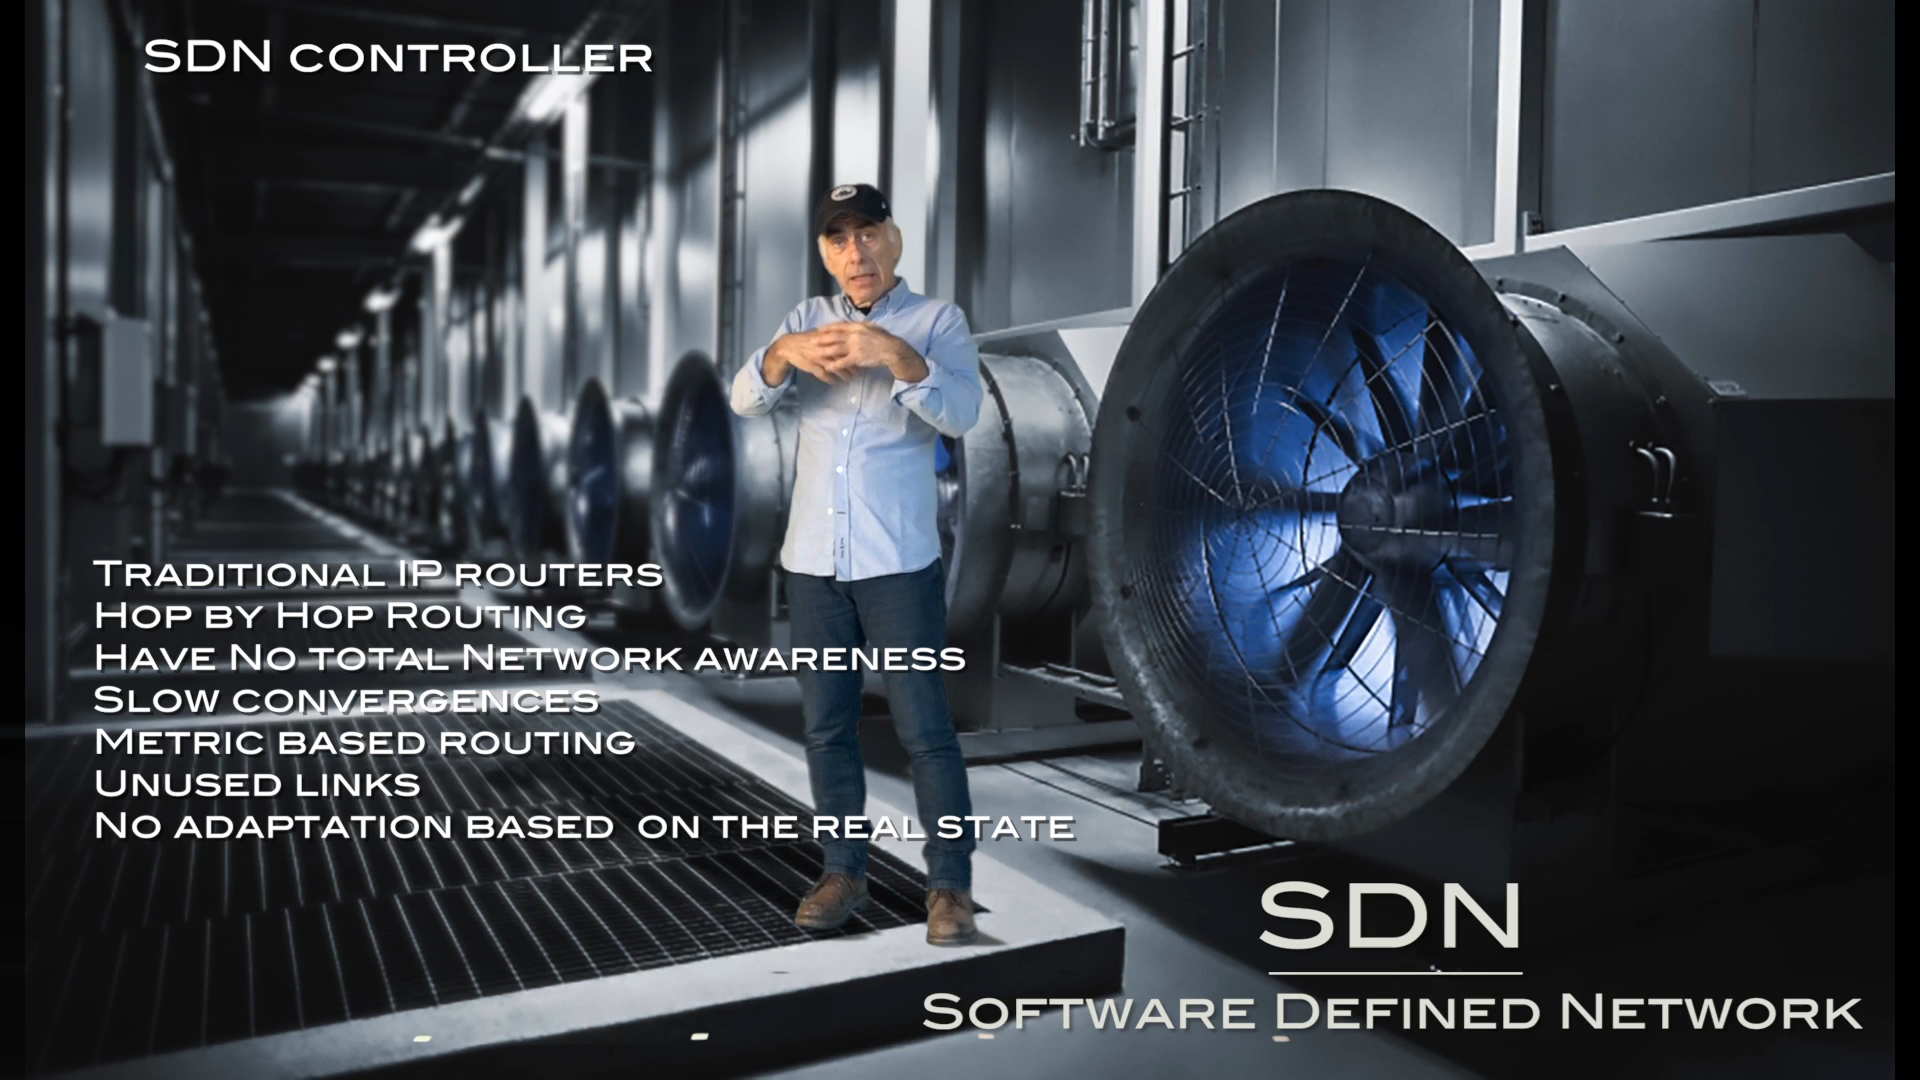 SDN controller
Traditional IP routers
Hop by Hop Routing
Have No total Network awareness
Slow convergences
Metric based routing
Unused links
No adaptation based  on the real state
SDN
Software Defined Network